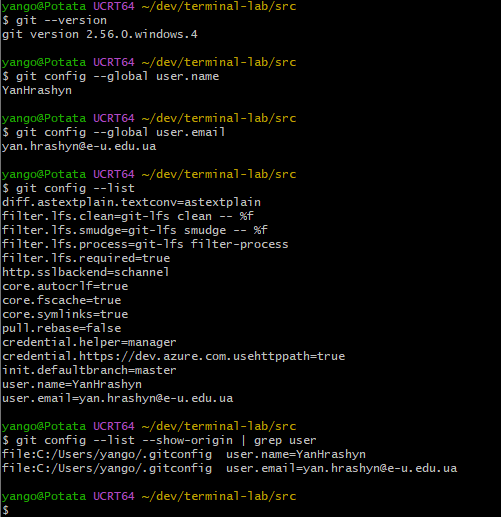 yango@Potata UCRT64 ~/dev/terminal-lab/src
$ git --version
git version 2.56.0.windows.4
yango@Potata UCRT64 ~/dev/terminal-lab/src
$ git config --global user.name
YanHrashyn
yango@Potata UCRT64 ~/dev/terminal-lab/src
$ git config --global user.email
yan.hrashyn@e-u.edu.ua
yango@Potata UCRT64 ~/dev/terminal-lab/src
$ git config --list
diff.astextplain.textconv=astextplain
filter.lfs.clean=git-lfs clean -- %f
filter.lfs.smudge=git-lfs smudge -- %f
filter.lfs.process=git-lfs filter-process
filter.lfs.required=true
http.sslbackend=schannel
core.autocrlf=true
core.fscache=true
core.symlinks=true
pull.rebase=false
credential.helper=manager
credential.https://dev.azure.com.usehttppath=true
init.defaultbranch=master
user.name=YanHrashyn
user.email=yan.hrashyn@e-u.edu.ua
yango@Potata UCRT64 ~/dev/terminal-lab/src
$ git config --list --show-origin | grep user
file:C:/Users/yango/.gitconfig  user.name=YanHrashyn
file:C:/Users/yango/.gitconfig  user.email=yan.hrashyn@e-u.edu.ua
yango@Potata UCRT64 ~/dev/terminal-lab/src
$